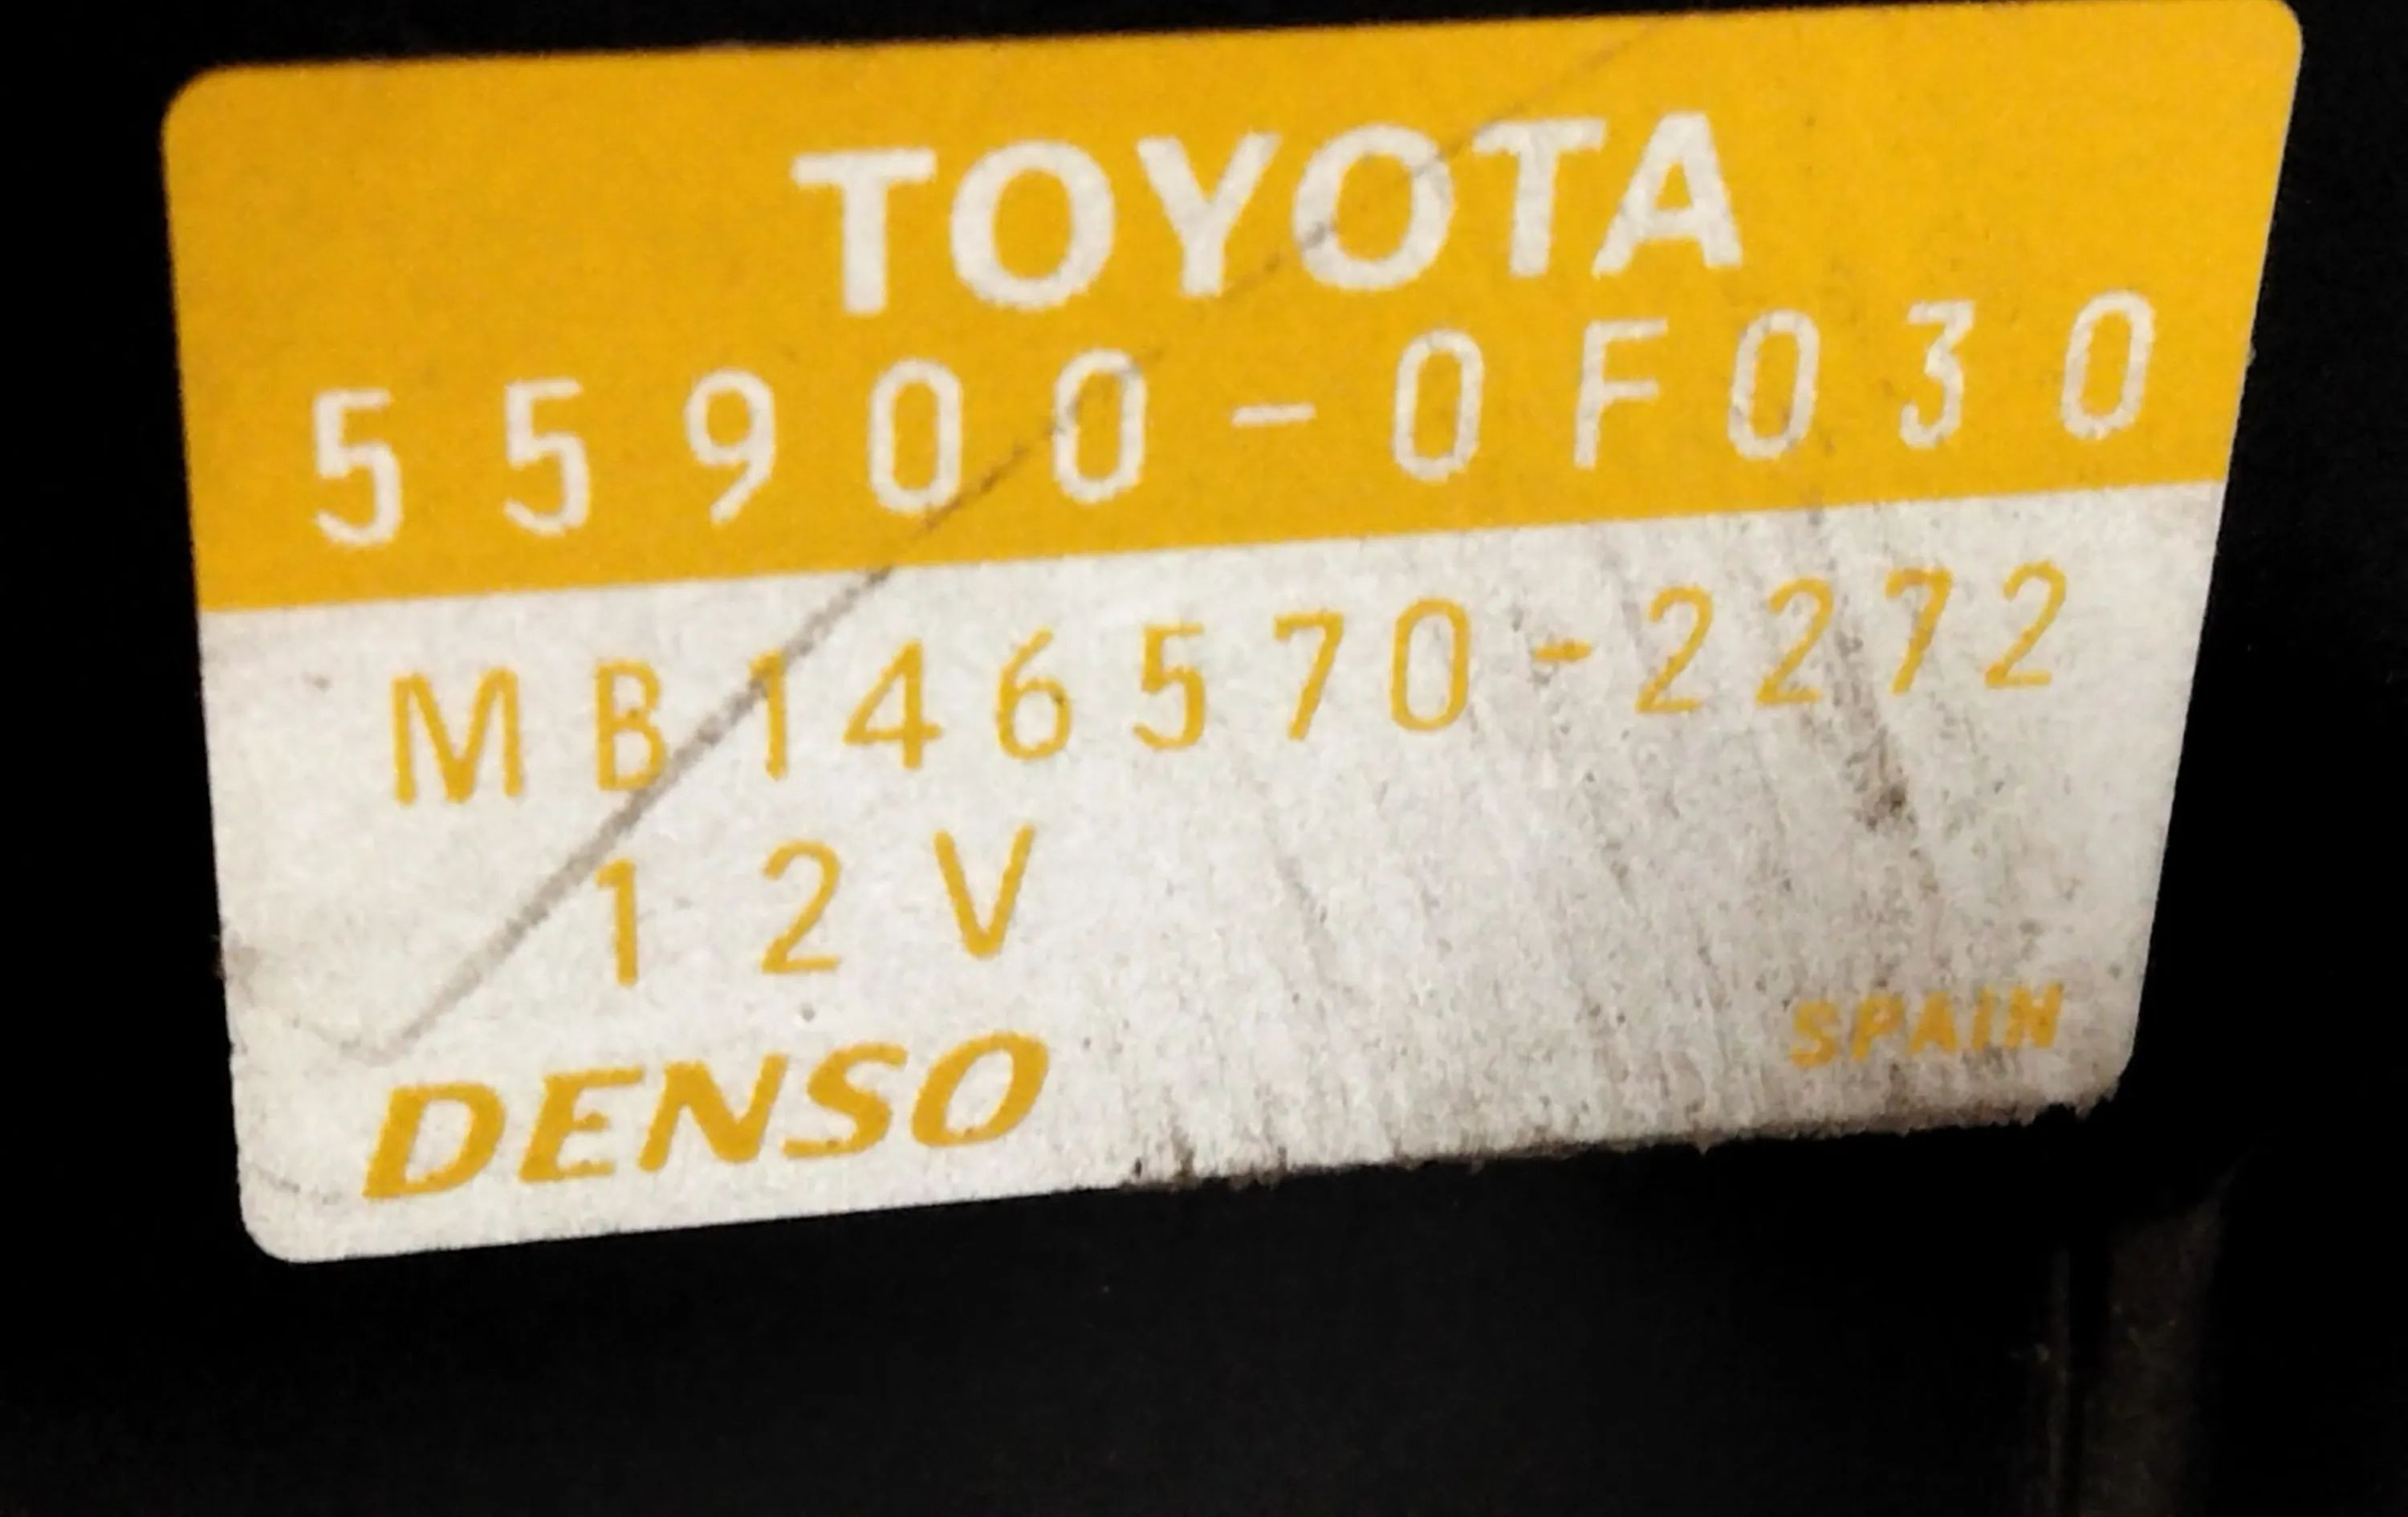 TOYOTA
55900-0F030
MB146570-2272
12V
DENSO
SPAIN